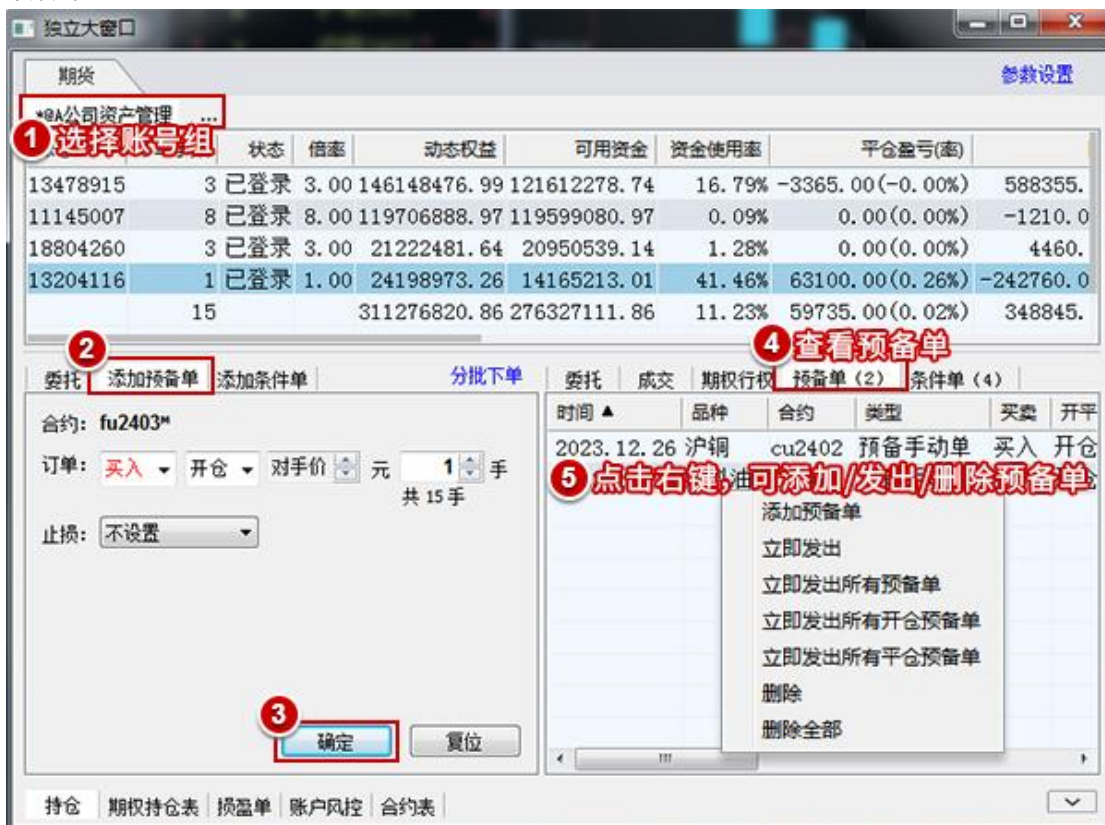 独立大窗口
期货
参数设置
*@A公司资产管理 ...
1 选择账号组
状态 倍率 动态权益 可用资金 资金使用率 平仓盈亏(率)
13478915 3 已登录 3.00 146148476.99 121612278.74 16.79% -3365.00(-0.00%) 588355.
11145007 8 已登录 8.00 119706888.97 119599080.97 0.09% 0.00(0.00%) -1210.0
18804260 3 已登录 3.00 21222481.64 20950539.14 1.28% 0.00(0.00%) 4460.
13204116 1 已登录 1.00 24198973.26 14165213.01 41.46% 63100.00(0.26%) -242760.0
15 311276820.86 276327111.86 11.23% 59735.00(0.02%) 348845.
2
4 查看预备单
委托 添加预备单 添加条件单 分批下单
委托 成交 期权行权 预备单(2) 条件单(4)
合约: fu2403M
订单: 买入 开仓 对手价 元 1 手
共 15 手
止损: 不设置
3
确定 复位
时间 ▲ 品种 合约 类型 买卖 开平
2023.12.26 沪铜 cu2402 预备手动单 买入 开仓
5 点击右键，可添加/发出/删除预备单
油
添加预备单
立即发出
立即发出所有预备单
立即发出所有开仓预备单
立即发出所有平仓预备单
删除
删除全部
持仓 期权持仓表 损盈单 账户风控 合约表